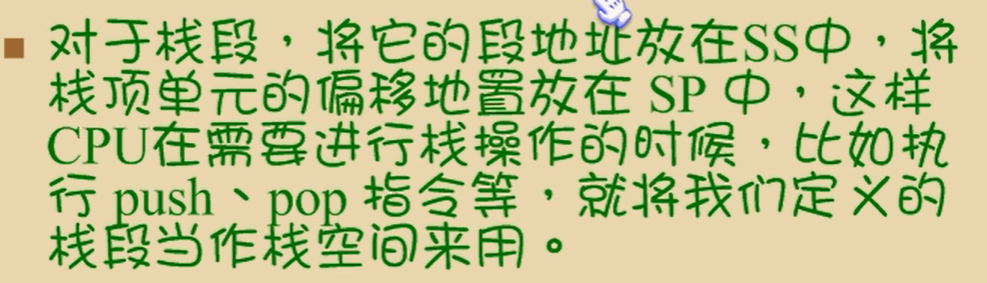 对于栈段，将它的段地址放在SS中，将
栈顶单元的偏移地置放在 SP 中，这样
CPU在需要进行栈操作的时候，比如执
行 push、pop 指令等，就将我们定义的
栈段当作栈空间来用。